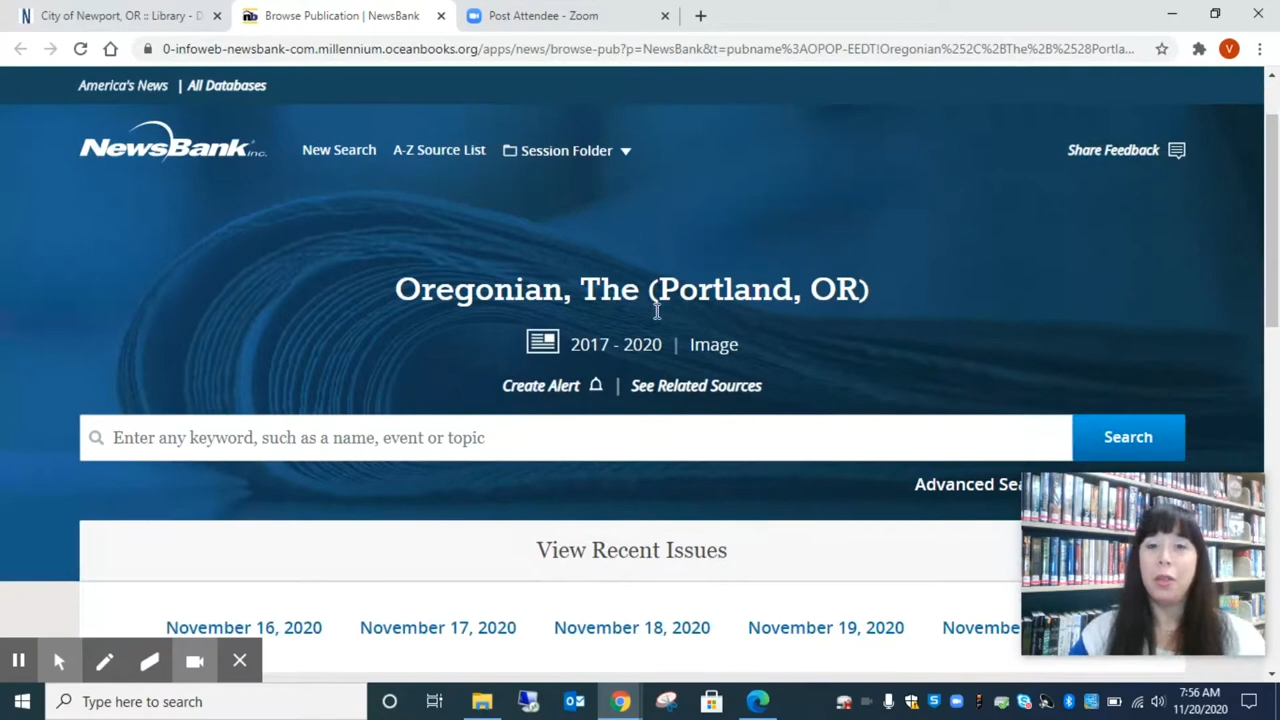 City of Newport, OR :: Library - D
Browse Publication | NewsBank
Post Attendee - Zoom
0-infoweb-newsbank-com.millennium.oceanbooks.org/apps/news/browse-pub?p=NewsBank&t=pubname%3AOPOP-EEDT!Oregonian%252C%2BThe%2B%2528Portla...
V
America's News | All Databases
NewsBank inc.
New Search
A-Z Source List
Session Folder
Share Feedback
Oregonian, The (Portland, OR)
2017 - 2020 | Image
Create Alert | See Related Sources
Enter any keyword, such as a name, event or topic
Search
Advanced Sea
View Recent Issues
November 16, 2020
November 17, 2020
November 18, 2020
November 19, 2020
Novembe
Type here to search
7:56 AM
11/20/2020